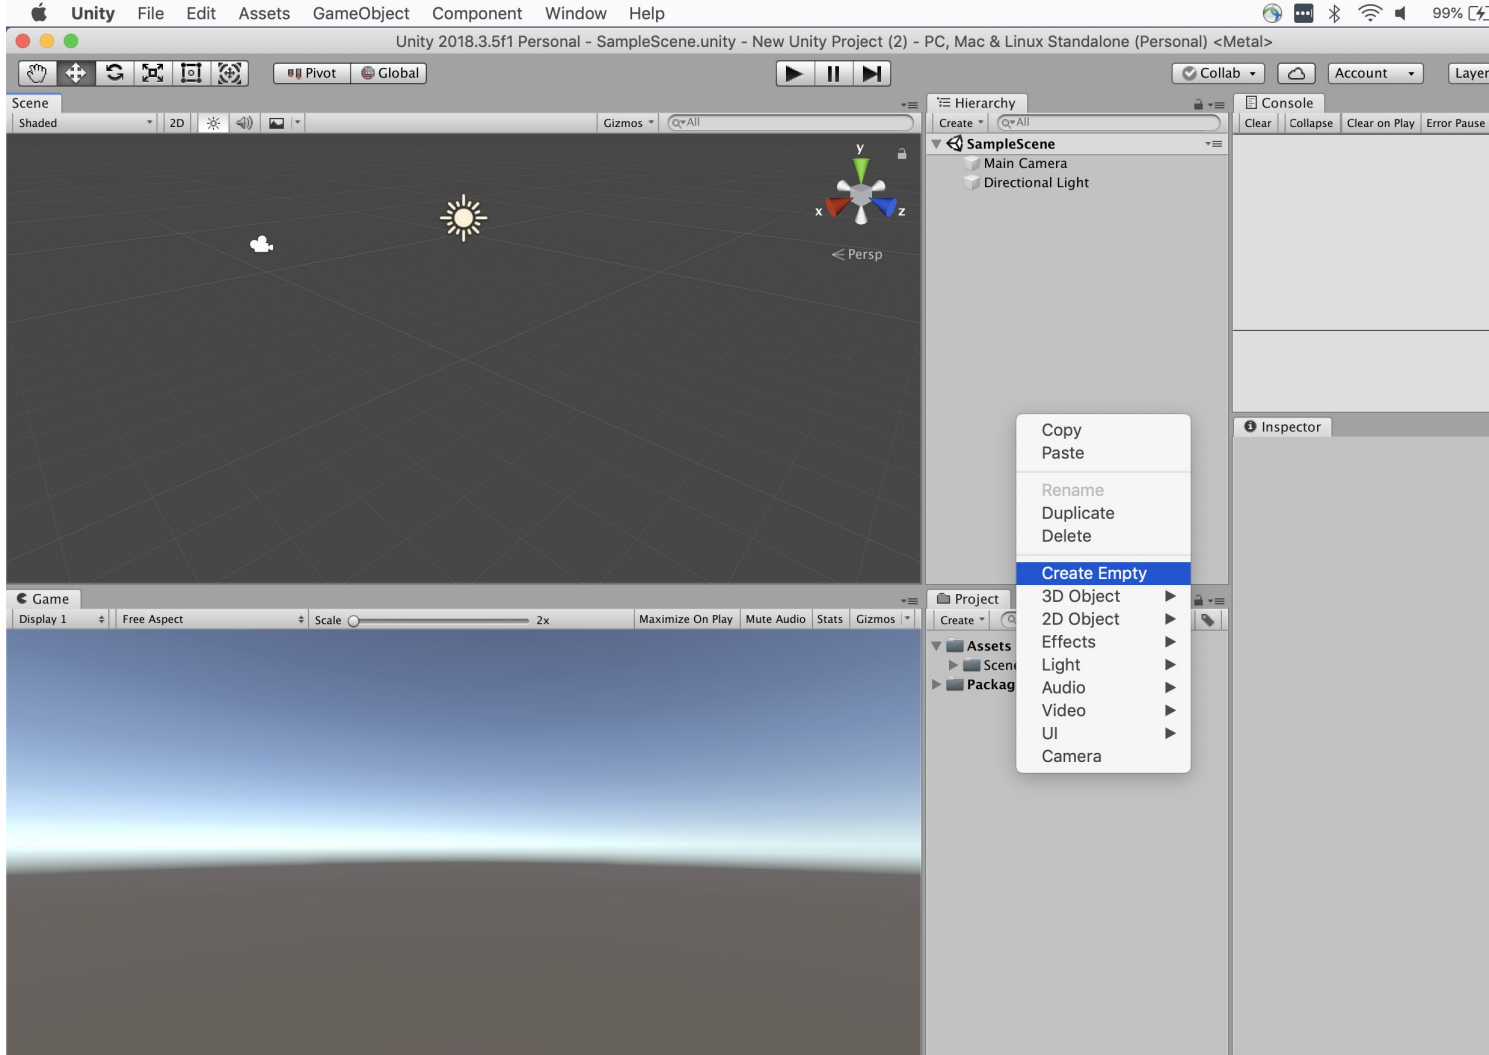 Unity File Edit Assets GameObject Component Window Help 99%
Unity 2018.3.5f1 Personal - SampleScene.unity - New Unity Project (2) - PC, Mac & Linux Standalone (Personal) <Metal>
Pivot Global Collab Account Layer
Scene
Shaded 2D Gizmos All
y
x z
Persp
Hierarchy
Create All
SampleScene
Main Camera
Directional Light
Console
Clear Collapse Clear on Play Error Pause
Inspector
Copy
Paste
Rename
Duplicate
Delete
Create Empty
3D Object
2D Object
Effects
Light
Audio
Video
UI
Camera
Game
Display 1 Free Aspect Scale 2x Maximize On Play Mute Audio Stats Gizmos
Project
Create
Assets
Scene
Packag